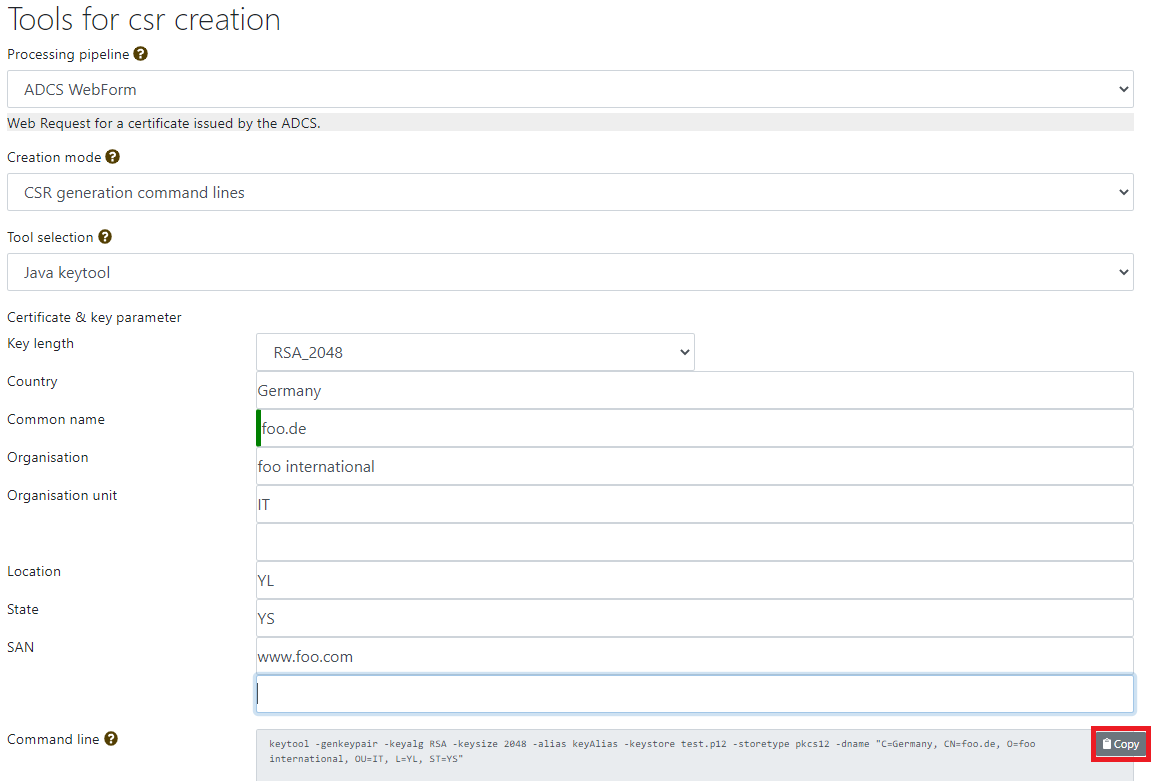 Tools for csr creation
Processing pipeline
ADCS WebForm
Web Request for a certificate issued by the ADCS.
Creation mode
CSR generation command lines
Tool selection
Java keytool
Certificate & key parameter
Key length RSA_2048
Country Germany
Common name foo.de
Organisation foo international
Organisation unit IT
Location YL
State YS
SAN www.foo.com
Command line
keytool -genkeypair -keyalg RSA -keysize 2048 -alias keyAlias -keystore test.p12 -storetype pkcs12 -dname "C=Germany, CN=foo.de, O=foo
international, OU=IT, L=YL, ST=YS"
Copy